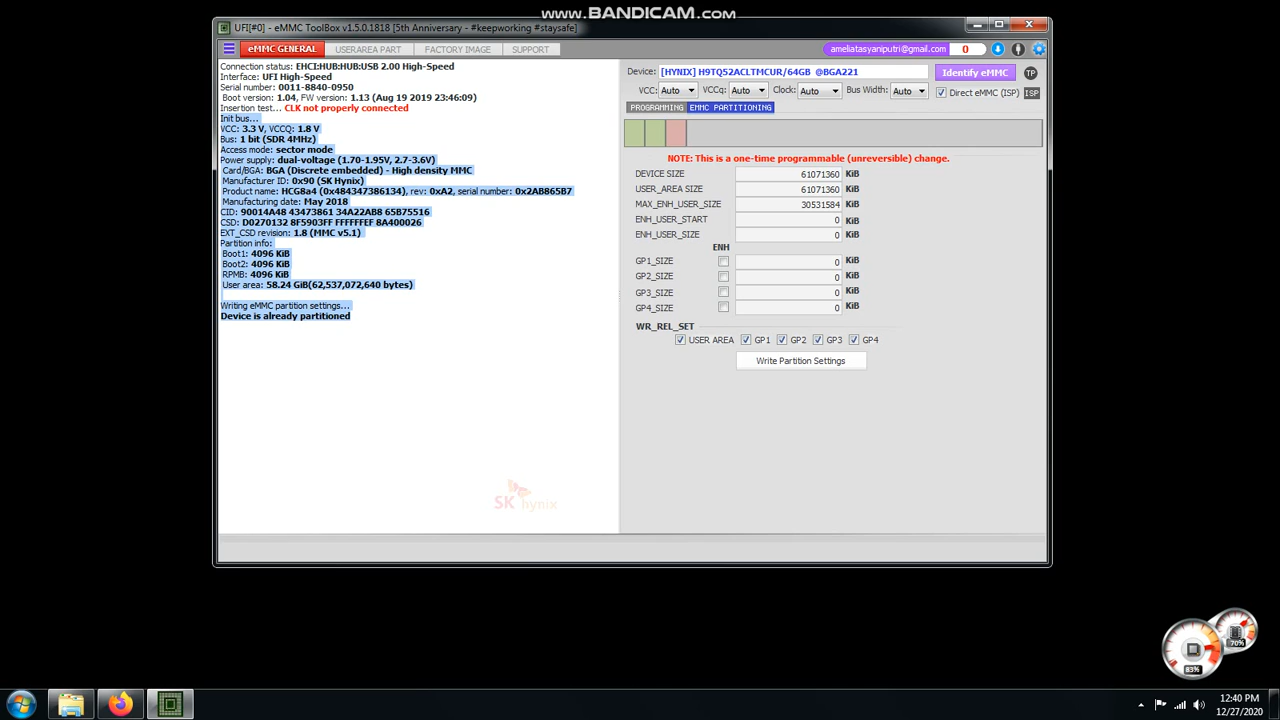 www.BANDICAM.com
UFI[#0] - eMMC ToolBox v1.5.0.1818 [5th Anniversary - #keepworking #staysafe]
eMMC GENERAL USERAREA PART FACTORY IMAGE SUPPORT
ameliatasyaniputri@gmail.com 0
Connection status: EHCI:HUB:HUB:USB 2.00 High-Speed
Interface: UFI High-Speed
Serial number: 0011-8840-0950
Boot version: 1.04, FW version: 1.13 (Aug 19 2019 23:46:09)
Insertion test... CLK not properly connected
Init bus...
VCC: 3.3 V, VCCQ: 1.8 V
Bus: 1 bit (SDR 4MHz)
Access mode: sector mode
Power supply: dual-voltage (1.70-1.95V, 2.7-3.6V)
Card/BGA: BGA (Discrete embedded) - High density MMC
Manufacturer ID: 0x90 (SK Hynix)
Product name: HCG8a4 (0x484347386134), rev: 0xA2, serial number: 0x2AB865B7
Manufacturing date: May 2018
CID: 90014A48 43473861 34A22AB8 65B75516
CSD: D0270132 8F5903FF FFFFFFEF 8A400026
EXT_CSD revision: 1.8 (MMC v5.1)
Partition info:
Boot1: 4096 KiB
Boot2: 4096 KiB
RPMB: 4096 KiB
User area: 58.24 GiB(62,537,072,640 bytes)
Writing eMMC partition settings...
Device is already partitioned
SK hynix
Device: [HYNIX] H9TQ52ACLTMCUR/64GB @BGA221 Identify eMMC TP
VCC: Auto VCCq: Auto Clock: Auto Bus Width: Auto Direct eMMC (ISP) ISP
PROGRAMMING EMMC PARTITIONING
NOTE: This is a one-time programmable (unreversible) change.
DEVICE SIZE 61071360 KiB
USER_AREA SIZE 61071360 KiB
MAX_ENH_USER_SIZE 30531584 KiB
ENH_USER_START 0 KiB
ENH_USER_SIZE 0 KiB
ENH
GP1_SIZE 0 KiB
GP2_SIZE 0 KiB
GP3_SIZE 0 KiB
GP4_SIZE 0 KiB
WR_REL_SET
USER AREA GP1 GP2 GP3 GP4
Write Partition Settings
70%
83%
12:40 PM
12/27/2020